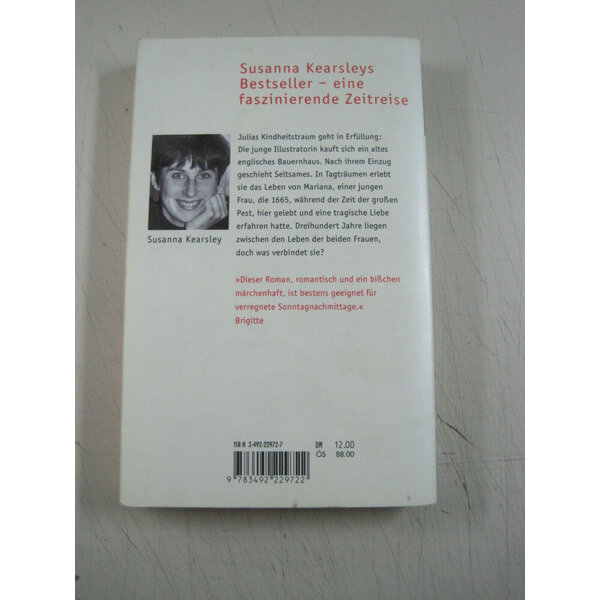 Susanna Kearsleys
Bestseller – eine
faszinierende Zeitreise
Julias Kindheitstraum geht in Erfüllung:
Die junge Illustratorin kauft sich ein altes
englisches Bauernhaus. Nach ihrem Einzug
geschieht Seltsames. In Tagträumen erlebt
sie das Leben von Mariana, einer jungen
Frau, die 1665, während der Zeit der großen
Pest, hier gelebt und eine tragische Liebe
erfahren hatte. Dreihundert Jahre liegen
zwischen den Leben der beiden Frauen,
doch was verbindet sie?
Susanna Kearsley
»Dieser Roman, romantisch und ein bißchen
märchenhaft, ist bestens geeignet für
verregnete Sonntagnachmittage.«
Brigitte
ISBN 3-492-22972-7
DM 12.00
ÖS 88.00
9 783492 229722